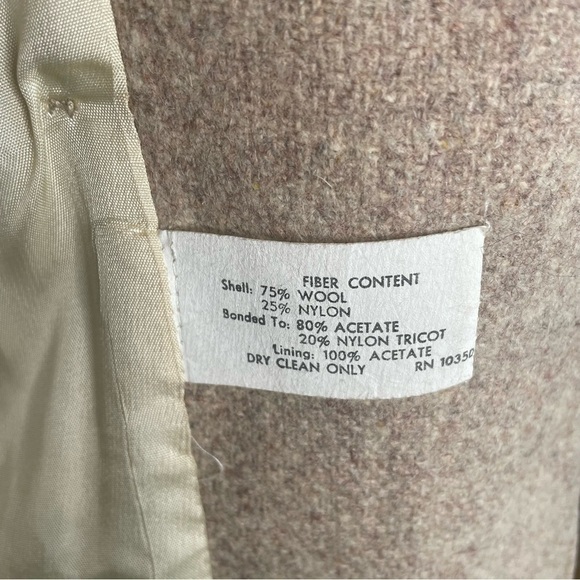 FIBER CONTENT
Shell: 75% WOOL
25% NYLON
Bonded To: 80% ACETATE
20% NYLON TRICOT
Lining: 100% ACETATE
DRY CLEAN ONLY RN 10350